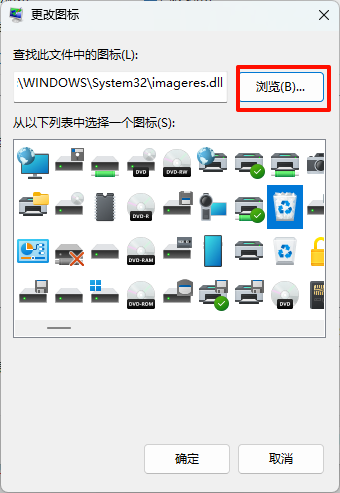 更改图标
查找此文件中的图标(L):
:\WINDOWS\System32\imageres.dll
浏览(B)...
从以下列表中选择一个图标(S):
DVD
DVD-RW
DVD-R
DVD-RAM
DVD-ROM
DVD
确定
取消